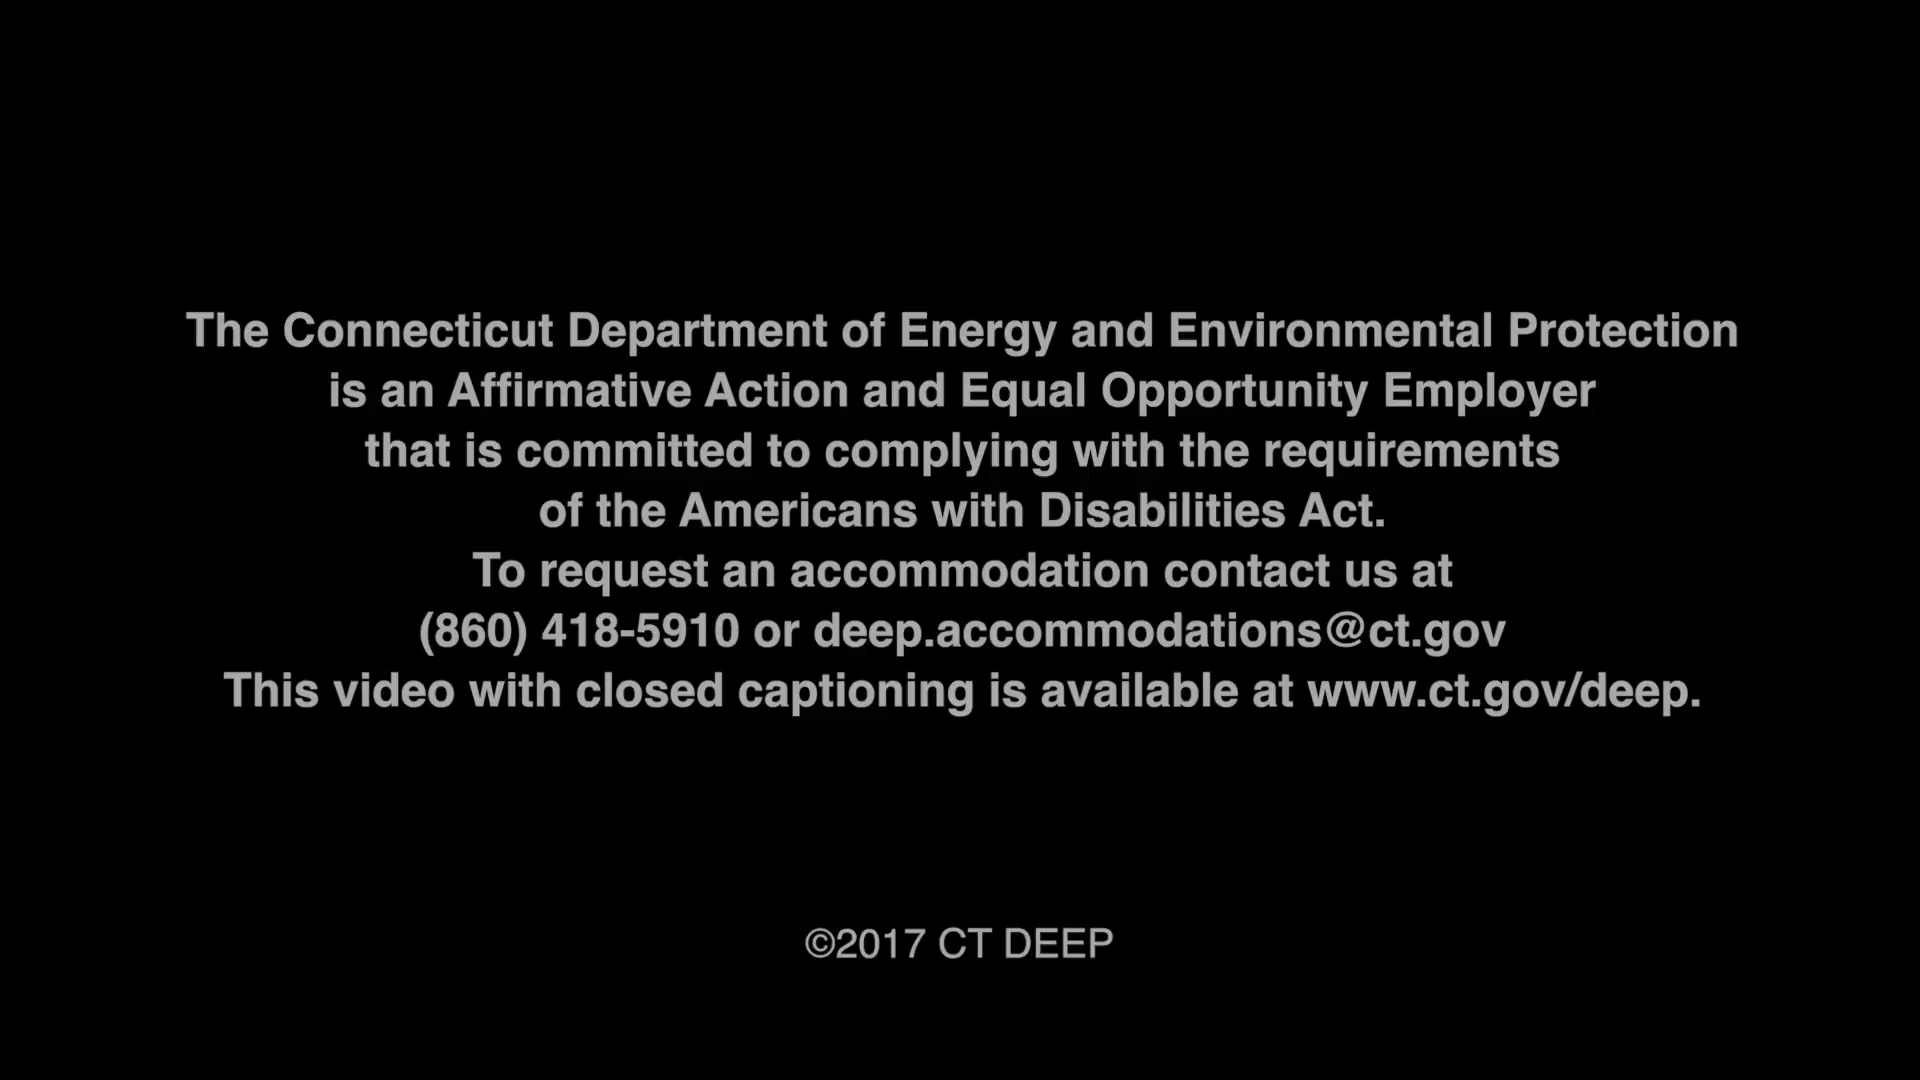 The Connecticut Department of Energy and Environmental Protection
is an Affirmative Action and Equal Opportunity Employer
that is committed to complying with the requirements
of the Americans with Disabilities Act.
To request an accommodation contact us at
(860) 418-5910 or deep.accommodations@ct.gov
This video with closed captioning is available at www.ct.gov/deep.
©2017 CT DEEP